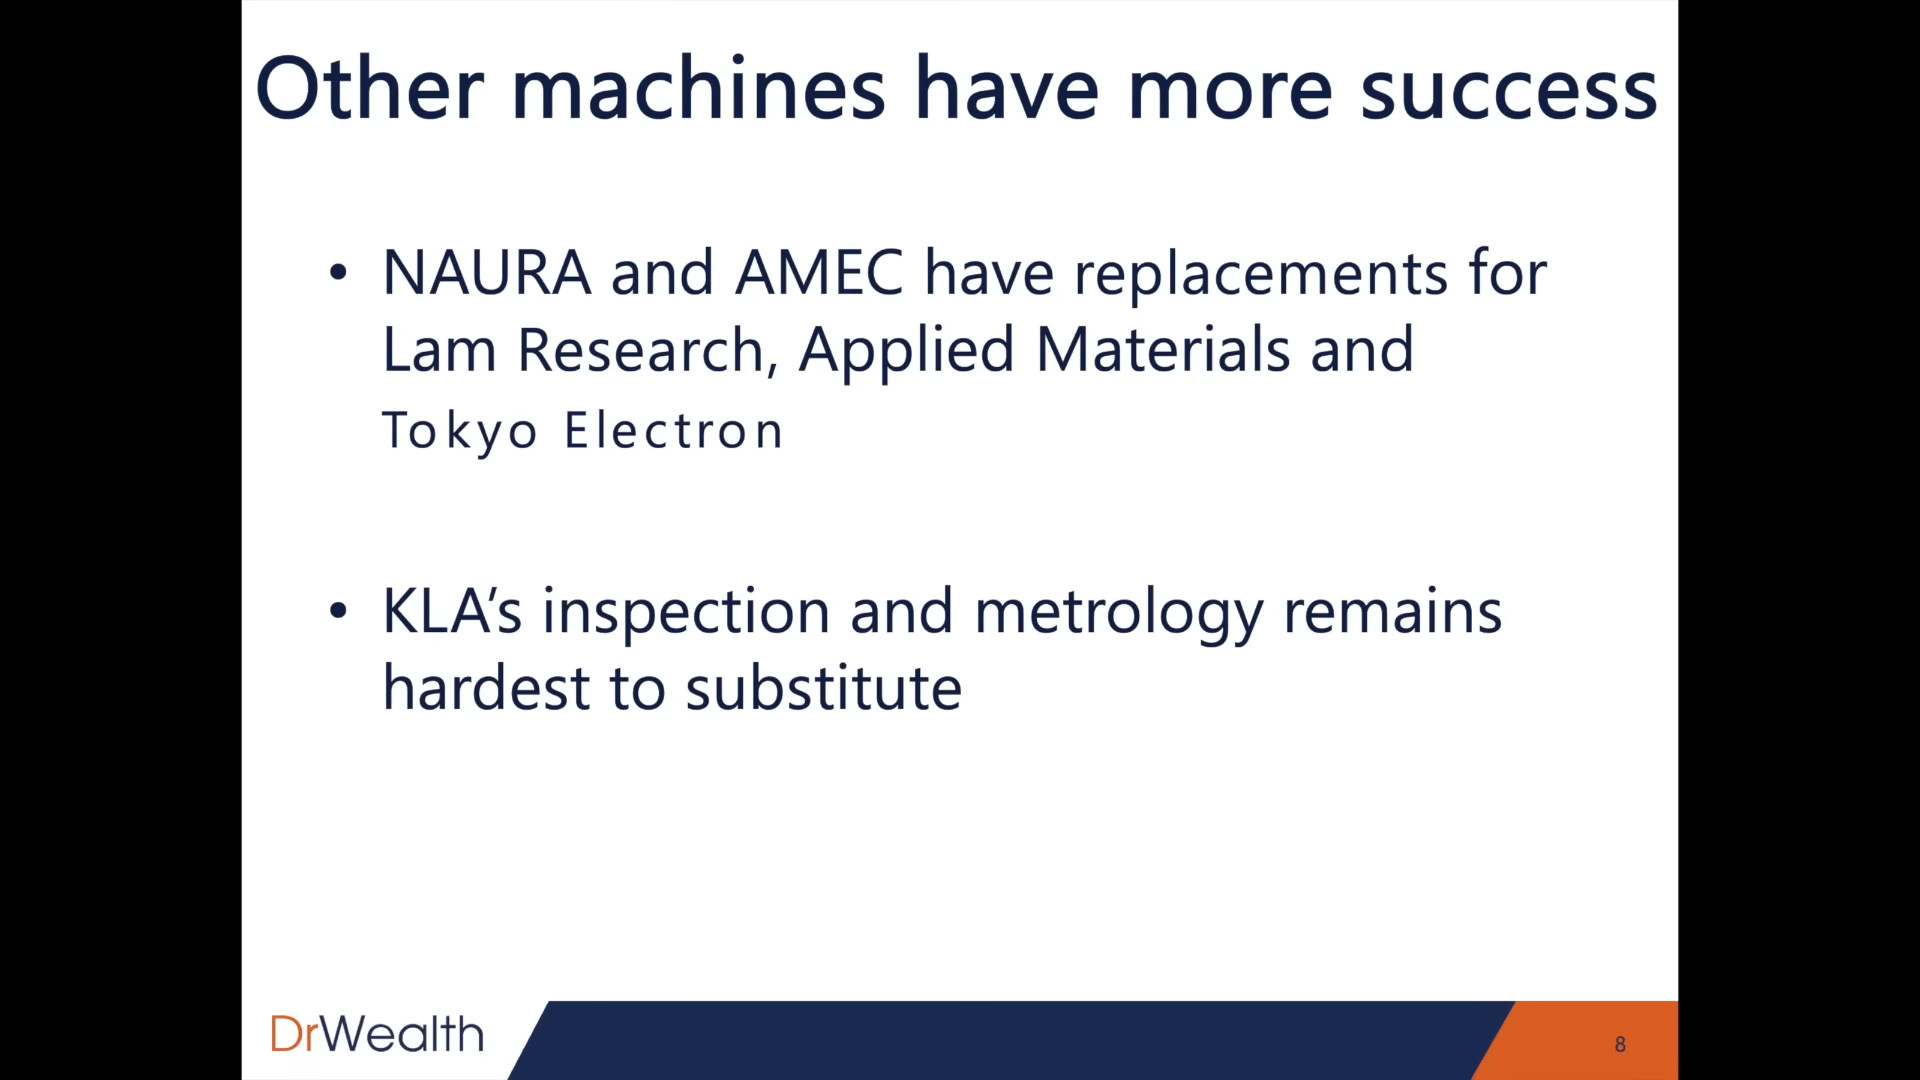 Other machines have more success
• NAURA and AMEC have replacements for
Lam Research, Applied Materials and
Tokyo Electron
• KLA’s inspection and metrology remains
hardest to substitute
DrWealth
8